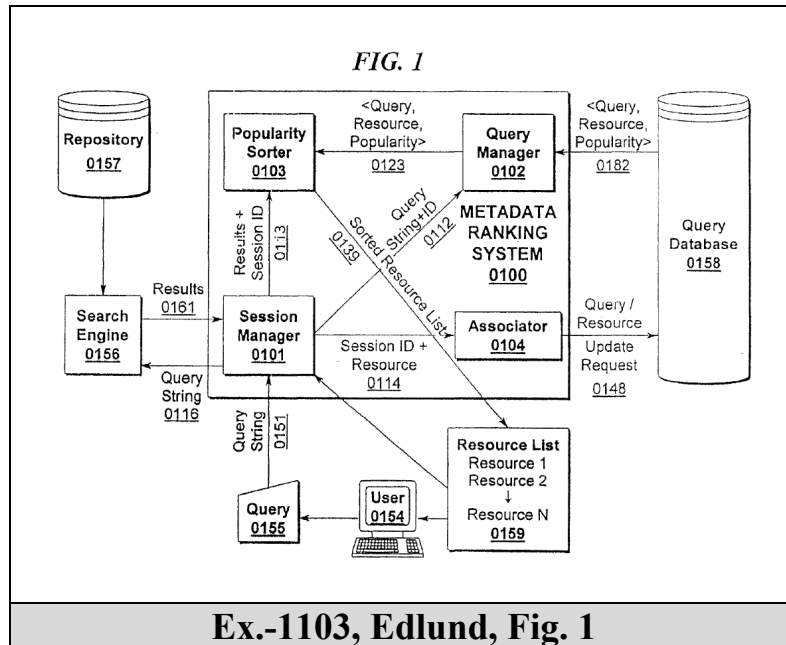 FIG. 1
Repository
0157
Popularity
Sorter
0103
<Query,
Resource,
Popularity>
0123
Query
Manager
0102
<Query,
Resource,
Popularity>
0182
Query
Database
0158
Results +
Session ID
0113
Sorted Resource List
0139
Query
String+ID
0112
METADATA
RANKING
SYSTEM
0100
Results
0161
Search
Engine
0156
Session
Manager
0101
Associator
0104
Session ID +
Resource
0114
Query /
Resource
Update
Request
0148
Query
String
0116
Query
String
0151
Query
0155
User
0154
Resource List
Resource 1
Resource 2
↓
Resource N
0159
Ex.-1103, Edlund, Fig. 1